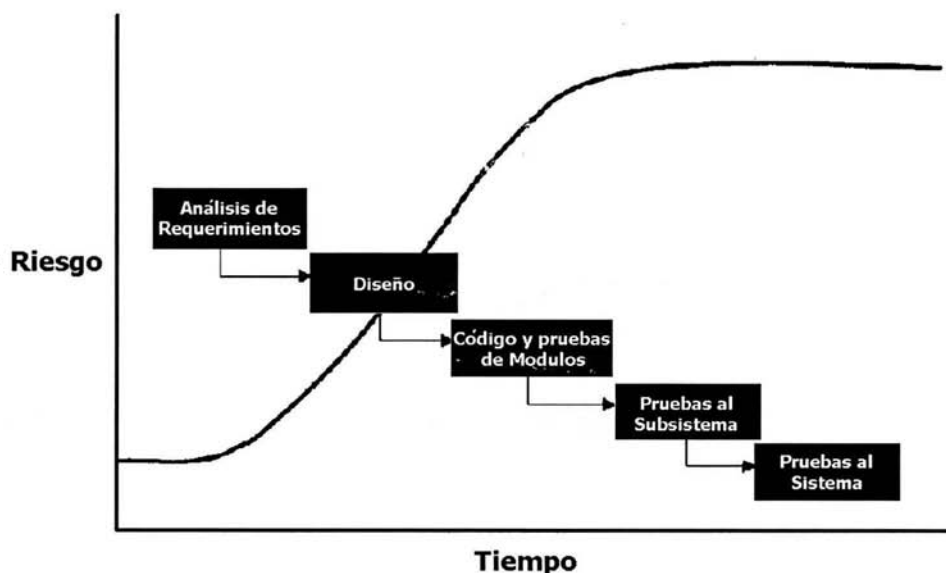 Análisis de
Requerimientos
Riesgo
Diseño
Código y pruebas
de Modulos
Pruebas al
Subsistema
Pruebas al
Sistema
Tiempo